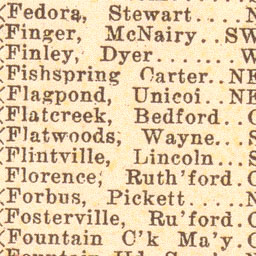 Fedora, Stewart....N
Finger, McNairy..SW
Finley, Dyer.......W
Fishspring Carter..NE
Flagpond, Unicoi..NE
Flatcreek, Bedford..C
Flatwoods, Wayne...S
Flintville, Lincoln...S
Florence, Ruth'ford.C
Forbus, Pickett.....N
Fosterville, Ru'ford.C
Fountain C'k Ma'y.C